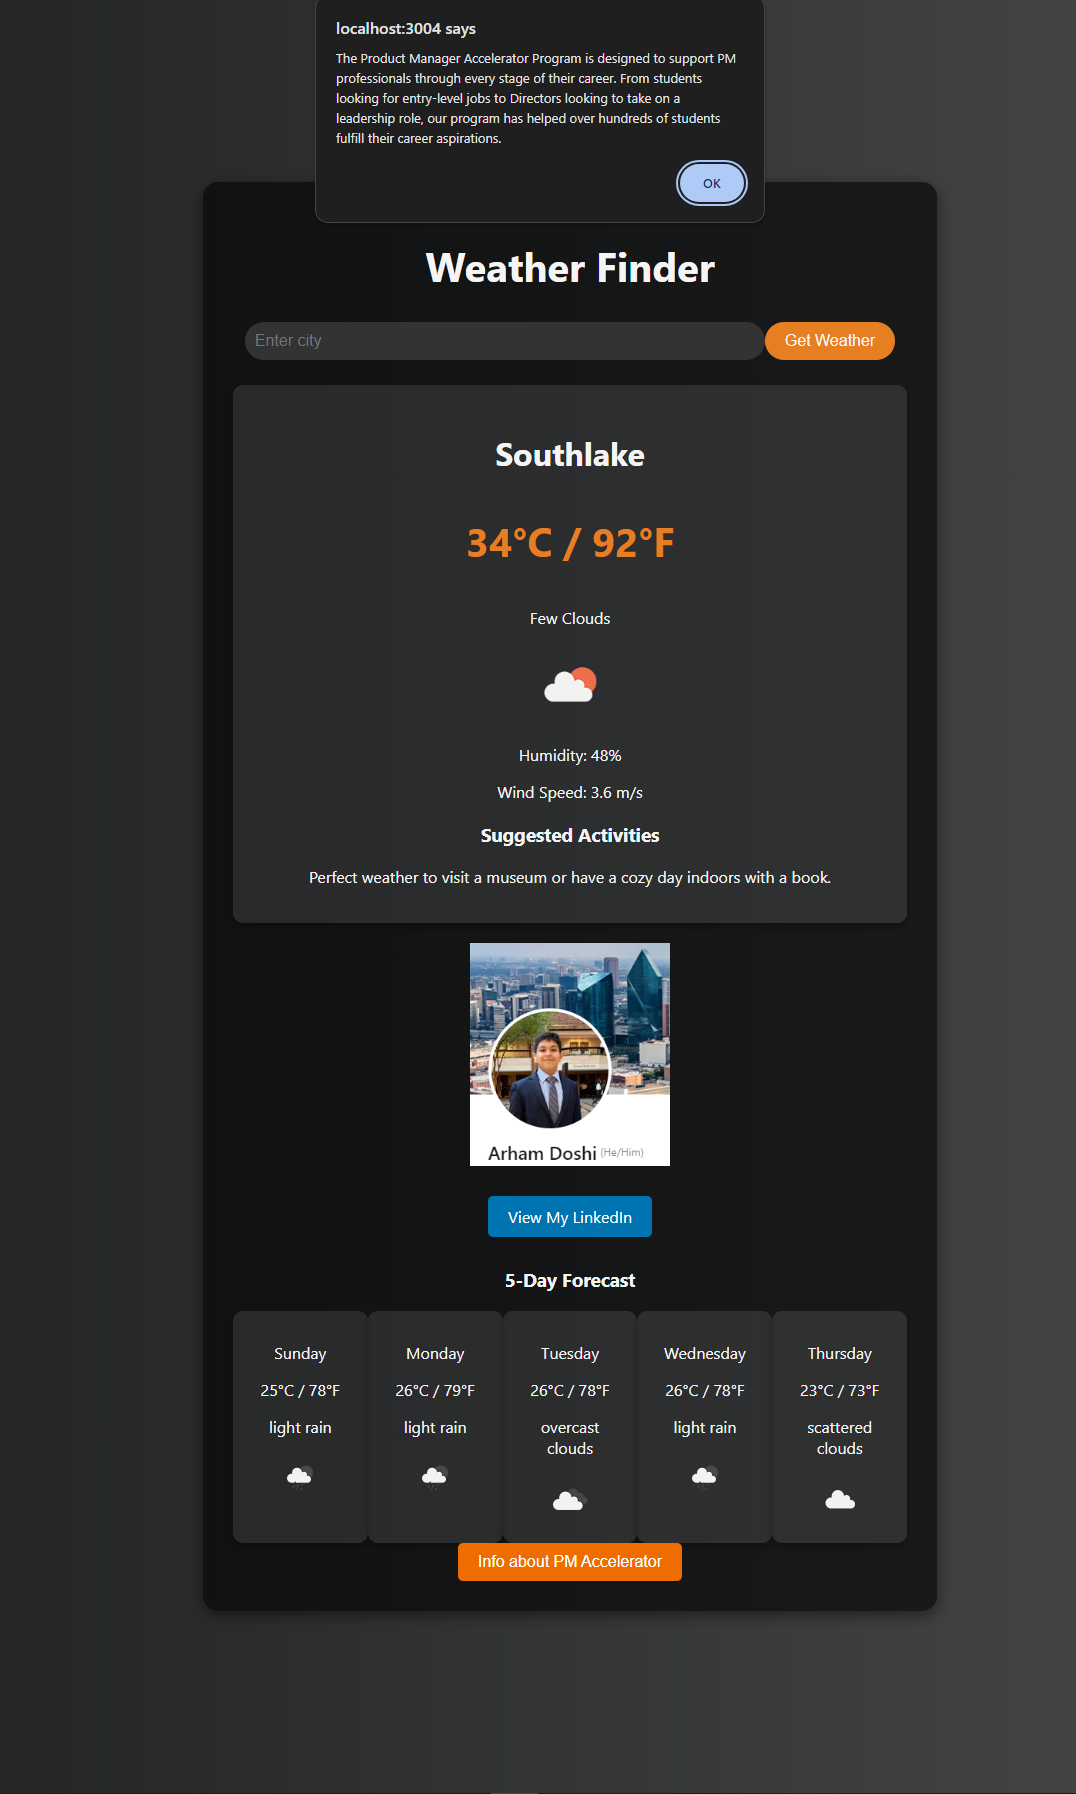 localhost:3004 says
The Product Manager Accelerator Program is designed to support PM
professionals through every stage of their career. From students
looking for entry-level jobs to Directors looking to take on a
leadership role, our program has helped over hundreds of students
fulfill their career aspirations.
OK
Weather Finder
Enter city
Get Weather
Southlake
34°C / 92°F
Few Clouds
Humidity: 48%
Wind Speed: 3.6 m/s
Suggested Activities
Perfect weather to visit a museum or have a cozy day indoors with a book.
Arham Doshi (He/Him)
View My LinkedIn
5-Day Forecast
Sunday
25°C / 78°F
light rain
Monday
26°C / 79°F
light rain
Tuesday
26°C / 78°F
overcast
clouds
Wednesday
26°C / 78°F
light rain
Thursday
23°C / 73°F
scattered
clouds
Info about PM Accelerator